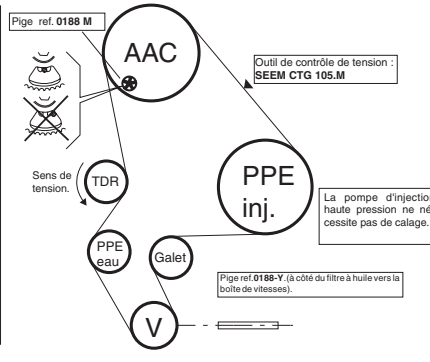 Pige ref. 0188 M
AAC
Outil de contrôle de tension :
SEEM CTG 105.M
Sens de
tension.
TDR
PPE
inj.
La pompe d'injection
haute pression ne né-
cessite pas de calage.
PPE
eau
Galet
Pige ref.0188-Y.(à côté du filtre à huile vers la
boîte de vitesses).
V